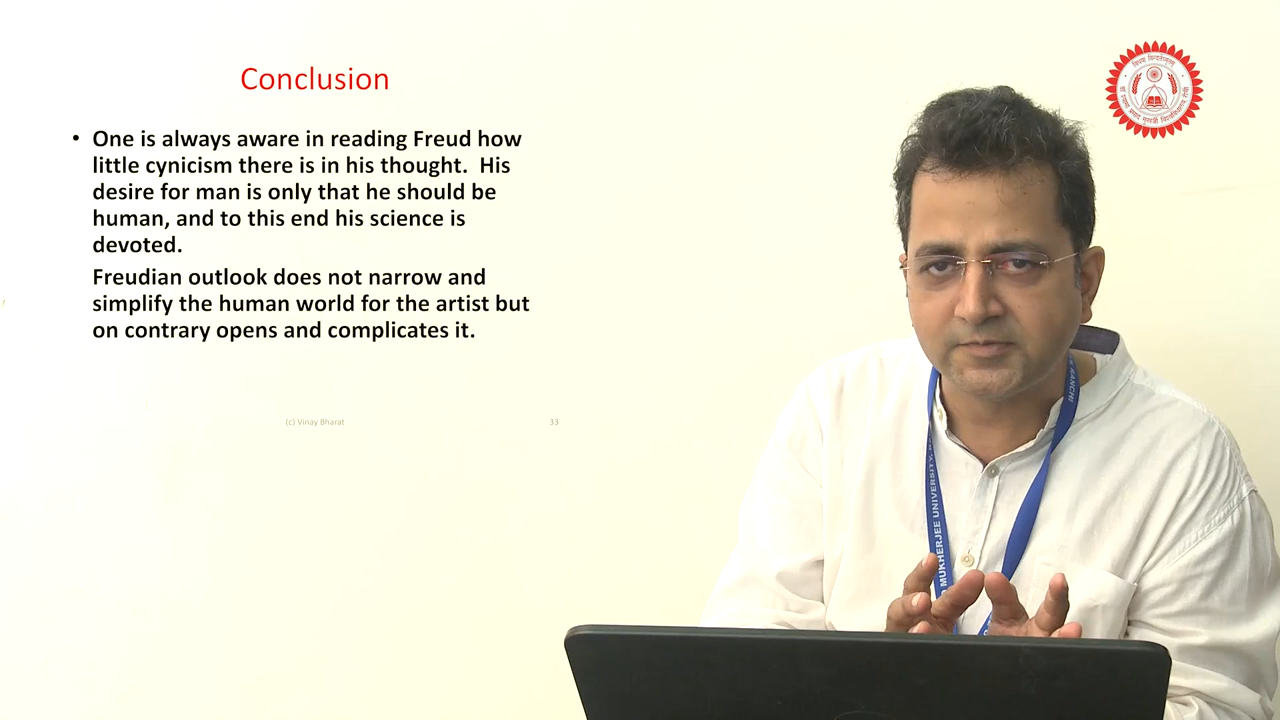 Conclusion
• One is always aware in reading Freud how
little cynicism there is in his thought.  His
desire for man is only that he should be
human, and to this end his science is
devoted.
Freudian outlook does not narrow and
simplify the human world for the artist but
on contrary opens and complicates it.
(c) Vinay Bharat
33
MUKHERJEE UNIVERSITY,
RANCHI